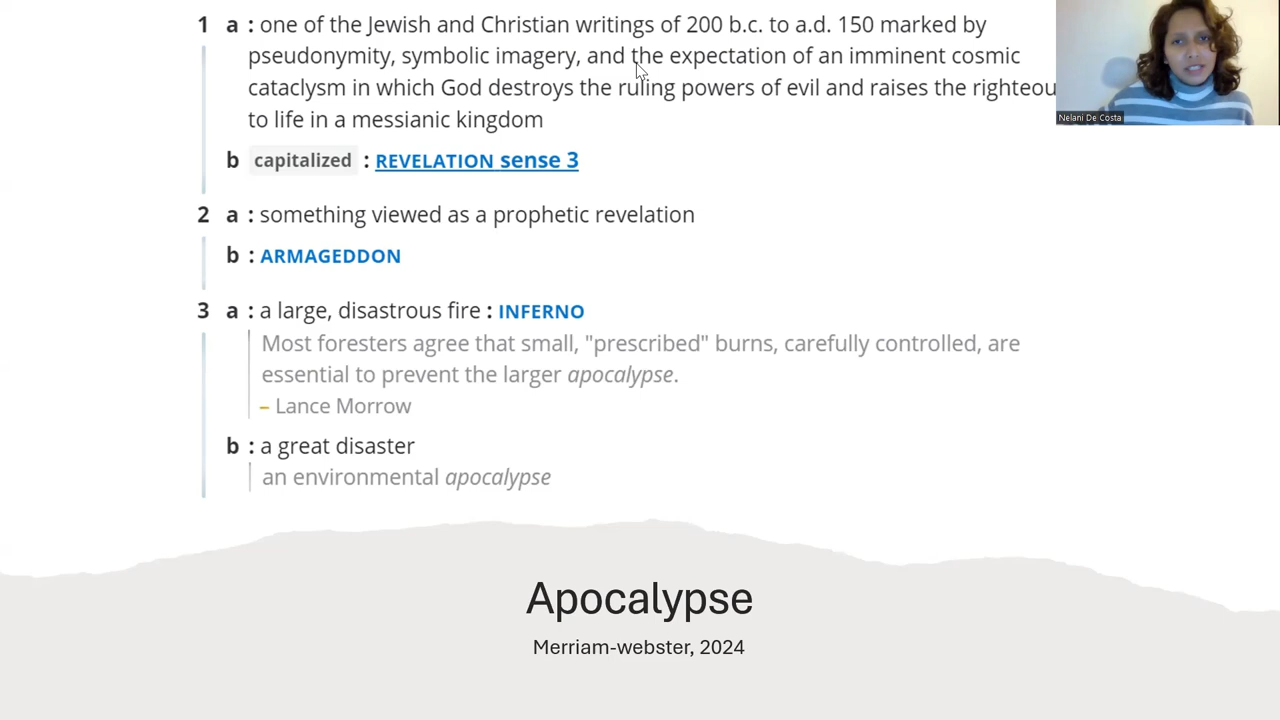 1 a : one of the Jewish and Christian writings of 200 b.c. to a.d. 150 marked by
pseudonymity, symbolic imagery, and the expectation of an imminent cosmic
cataclysm in which God destroys the ruling powers of evil and raises the righteou
to life in a messianic kingdom
b capitalized : REVELATION sense 3
2 a : something viewed as a prophetic revelation
b : ARMAGEDDON
3 a : a large, disastrous fire : INFERNO
Most foresters agree that small, "prescribed" burns, carefully controlled, are
essential to prevent the larger apocalypse.
– Lance Morrow
b : a great disaster
an environmental apocalypse
Apocalypse
Merriam-webster, 2024
Nelani De Costa